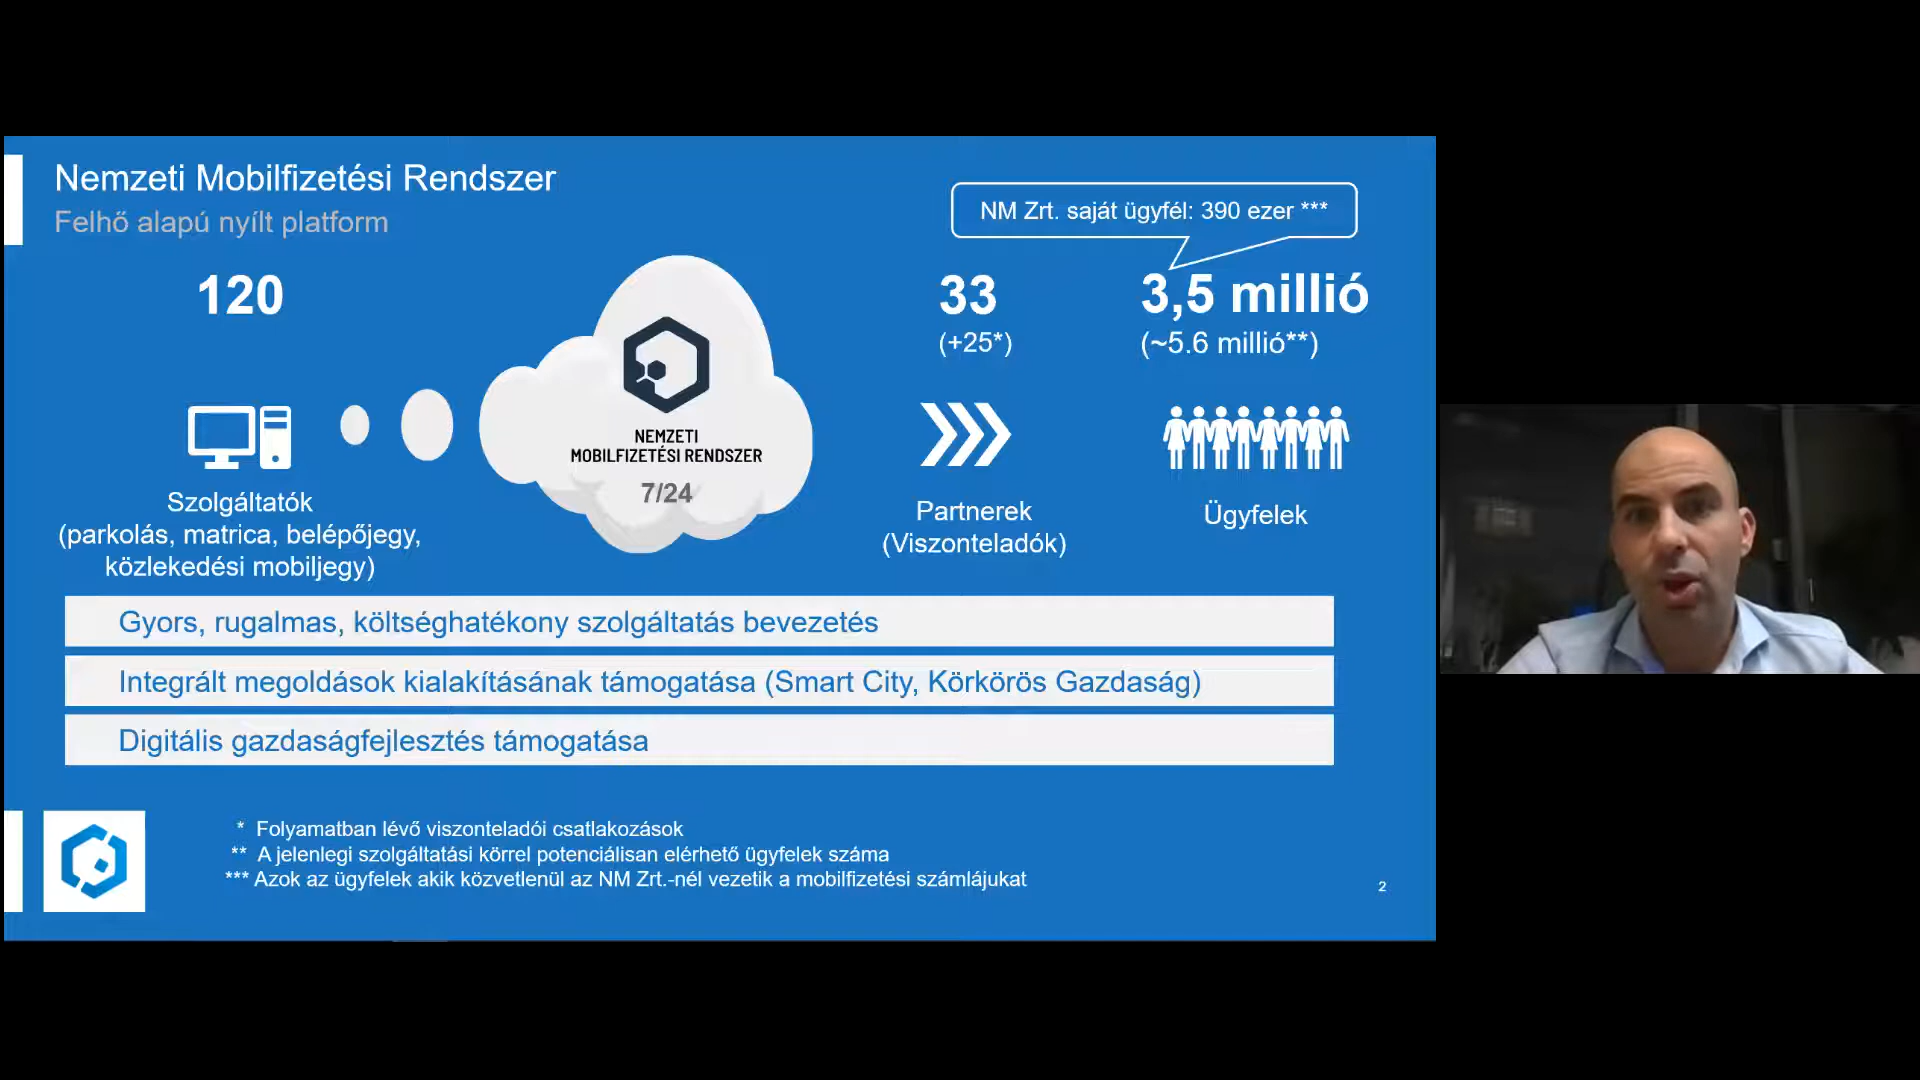 Nemzeti Mobilfizetési Rendszer
Felhő alapú nyílt platform
NM Zrt. saját ügyfél: 390 ezer ***
120
33
(+25*)
3,5 millió
(~5.6 millió**)
NEMZETI
MOBILFIZETÉSI RENDSZER
7/24
Szolgáltatók
(parkolás, matrica, belépőjegy,
közlekedési mobiljegy)
Partnerek
(Viszonteladók)
Ügyfelek
Gyors, rugalmas, költséghatékony szolgáltatás bevezetés
Integrált megoldások kialakításának támogatása (Smart City, Körkörös Gazdaság)
Digitális gazdaságfejlesztés támogatása
* Folyamatban lévő viszonteladói csatlakozások
** A jelenlegi szolgáltatási körrel potenciálisan elérhető ügyfelek száma
*** Azok az ügyfelek akik közvetlenül az NM Zrt.-nél vezetik a mobilfizetési számlájukat
2